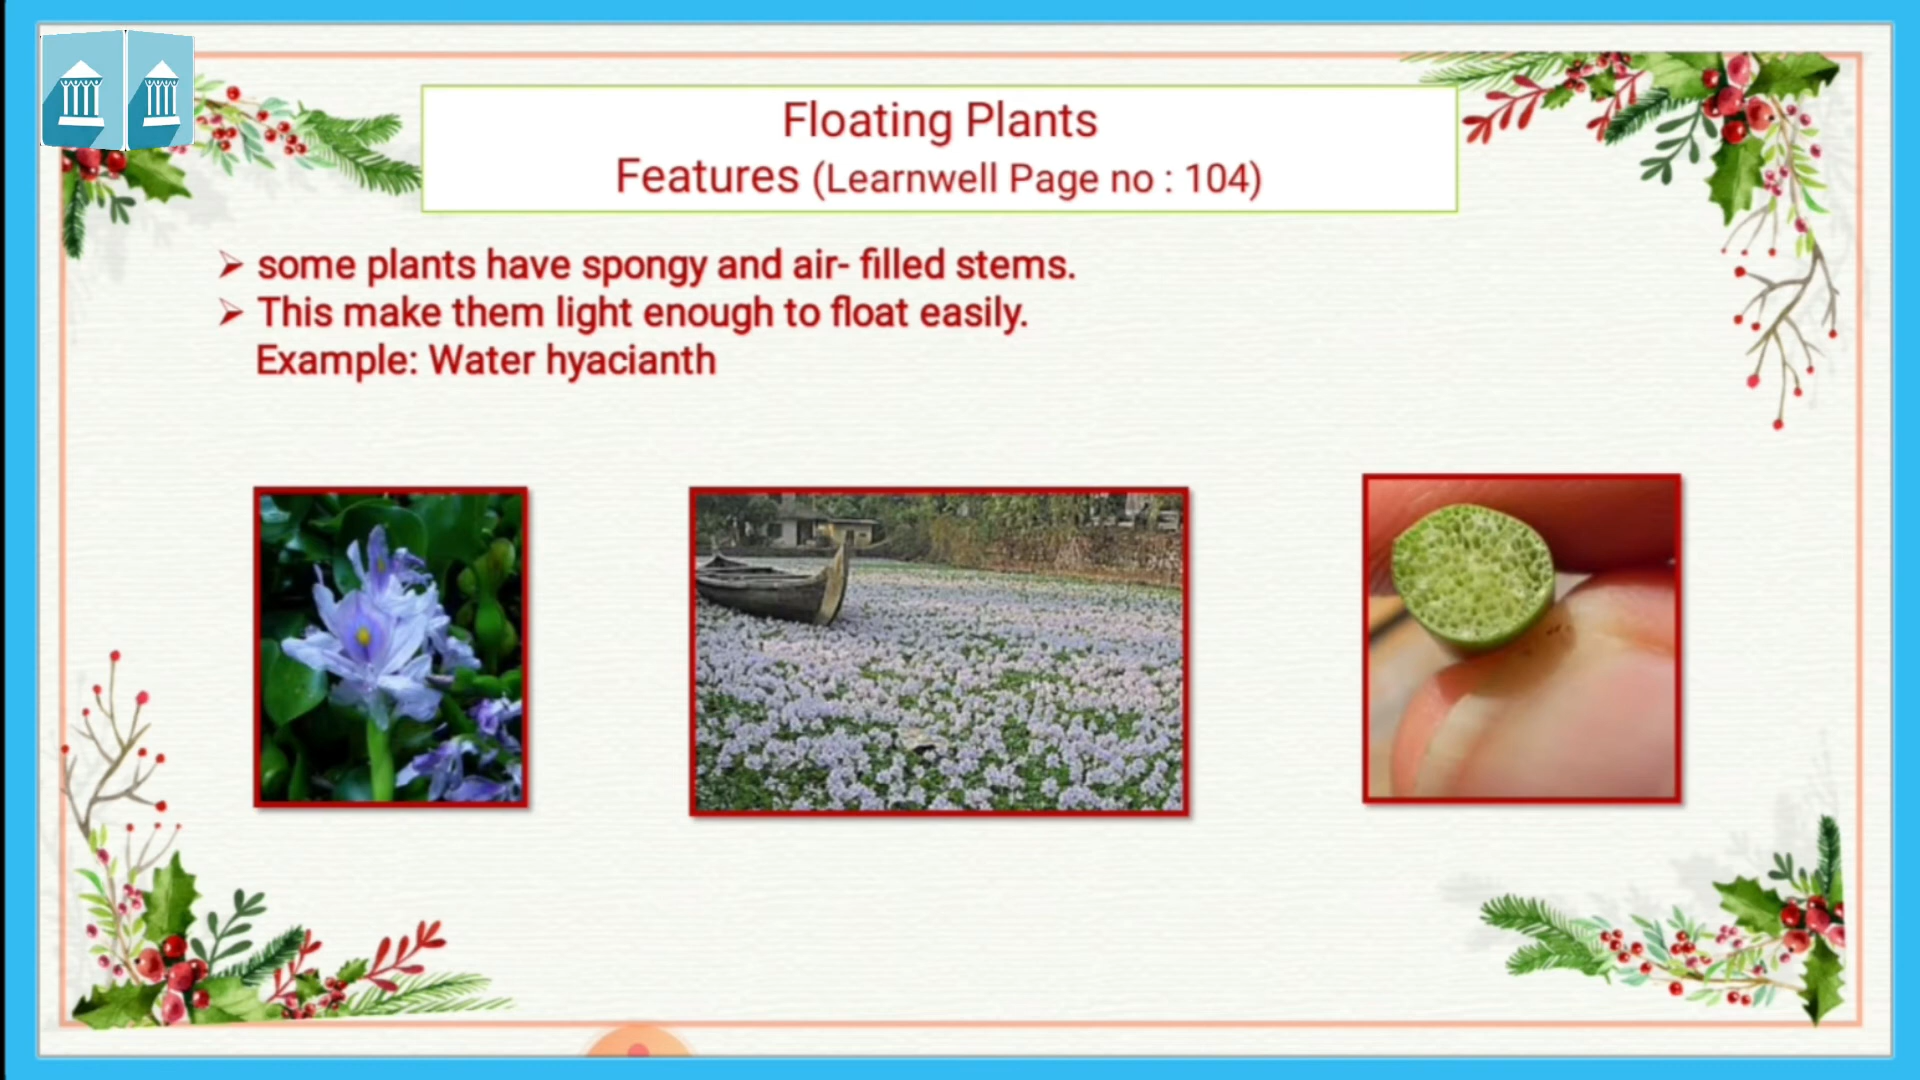 Floating Plants
Features (Learnwell Page no : 104)
some plants have spongy and air- filled stems.
This make them light enough to float easily.
Example: Water hyacianth